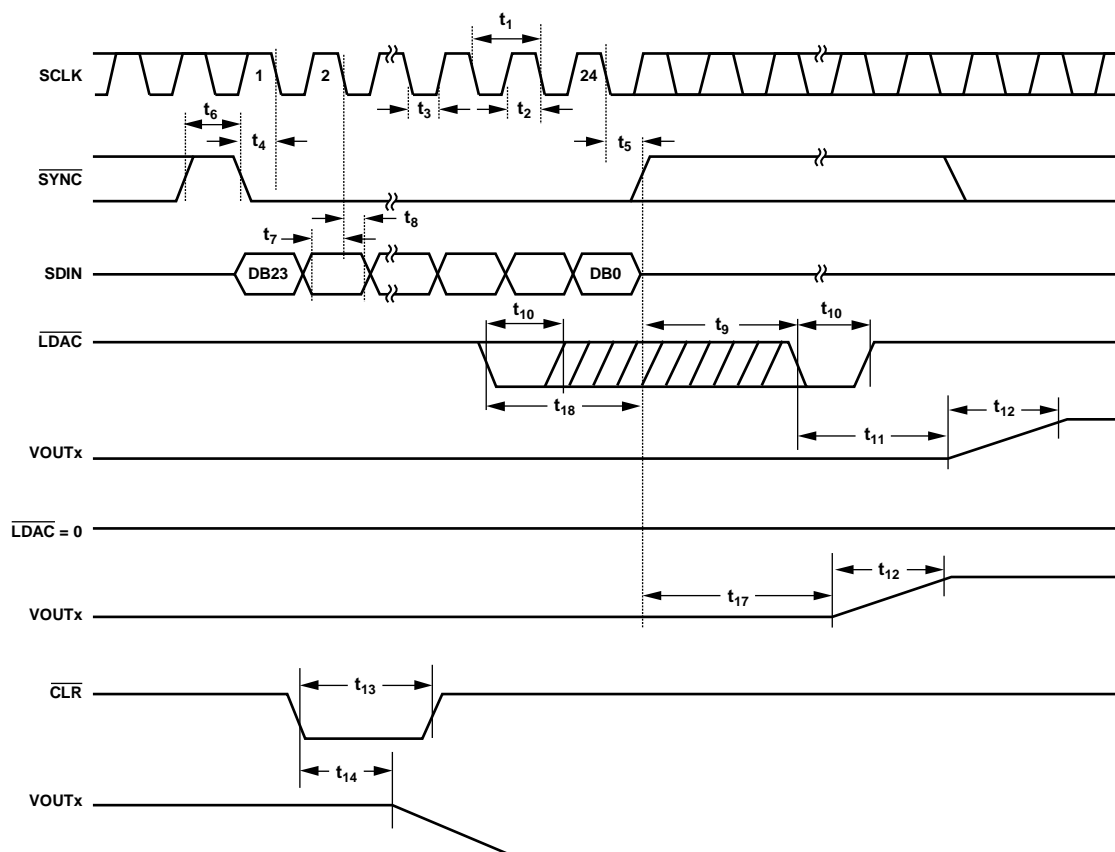 t1
SCLK 1 2 24
t3 t2
t6
t4 t5
SYNC
t8
t7
SDIN DB23 DB0
t10 t9 t10
LDAC
t18
t12
t11
VOUTx
LDAC = 0
t12
t17
VOUTx
t13
CLR
t14
VOUTx